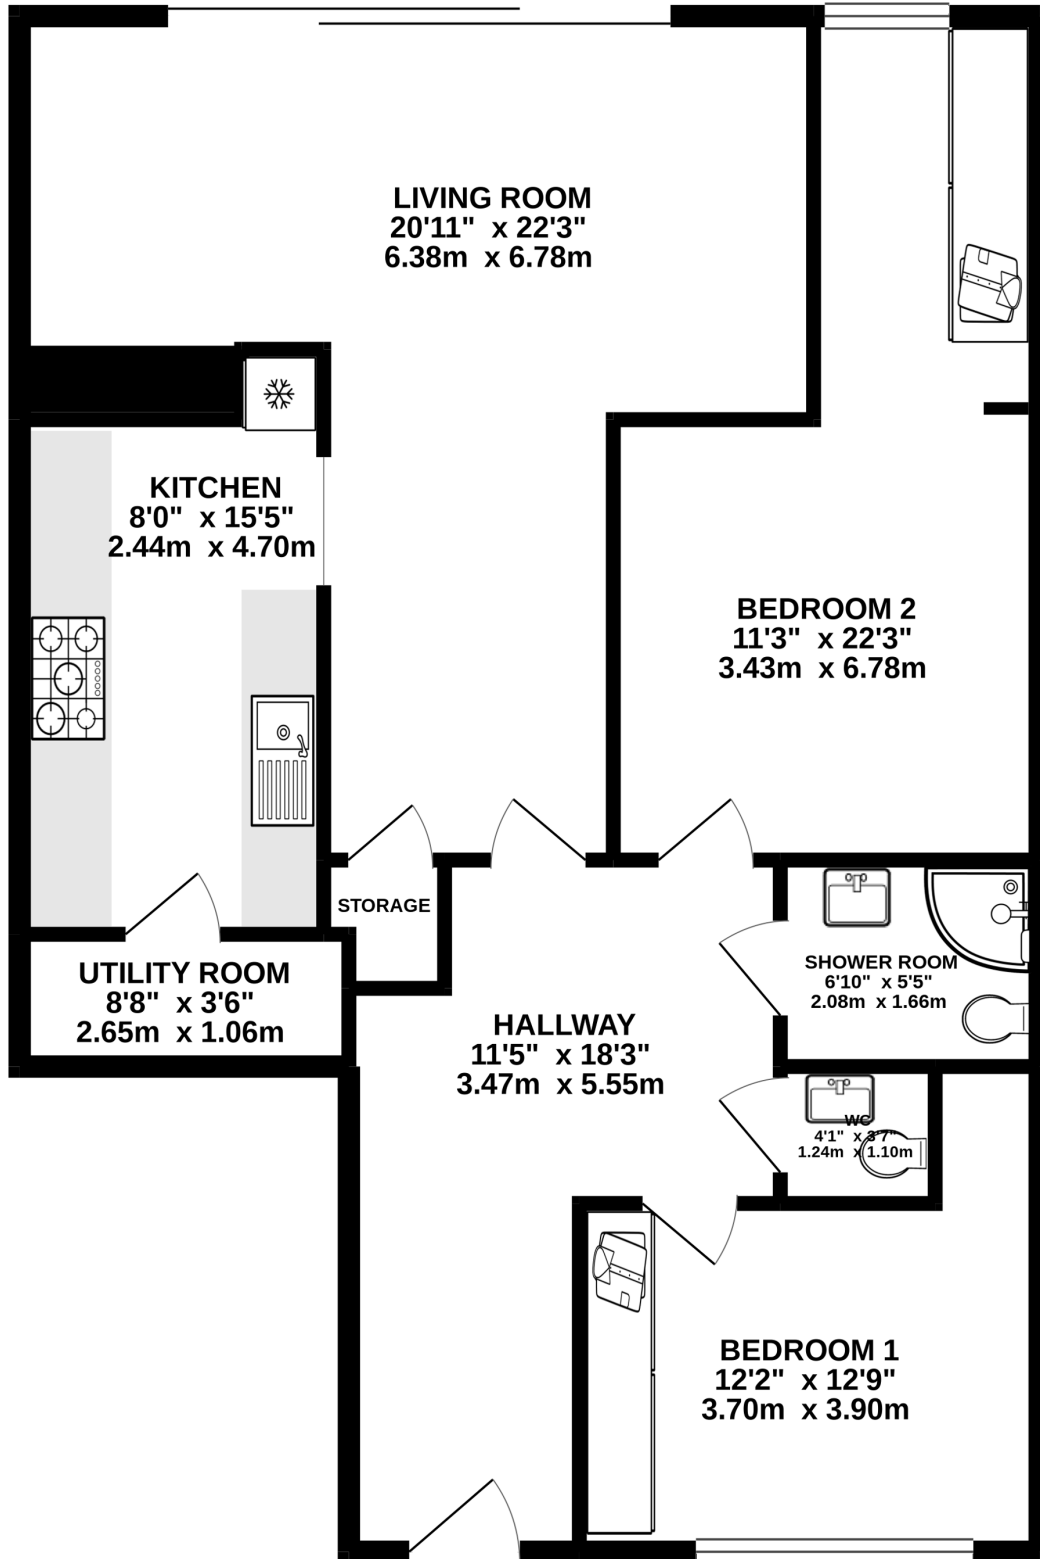 LIVING ROOM
20'11" x 22'3"
6.38m x 6.78m
KITCHEN
8'0" x 15'5"
2.44m x 4.70m
BEDROOM 2
11'3" x 22'3"
3.43m x 6.78m
STORAGE
UTILITY ROOM
8'8" x 3'6"
2.65m x 1.06m
SHOWER ROOM
6'10" x 5'5"
2.08m x 1.66m
HALLWAY
11'5" x 18'3"
3.47m x 5.55m
WC
4'1" x 3'7"
1.24m x 1.10m
BEDROOM 1
12'2" x 12'9"
3.70m x 3.90m